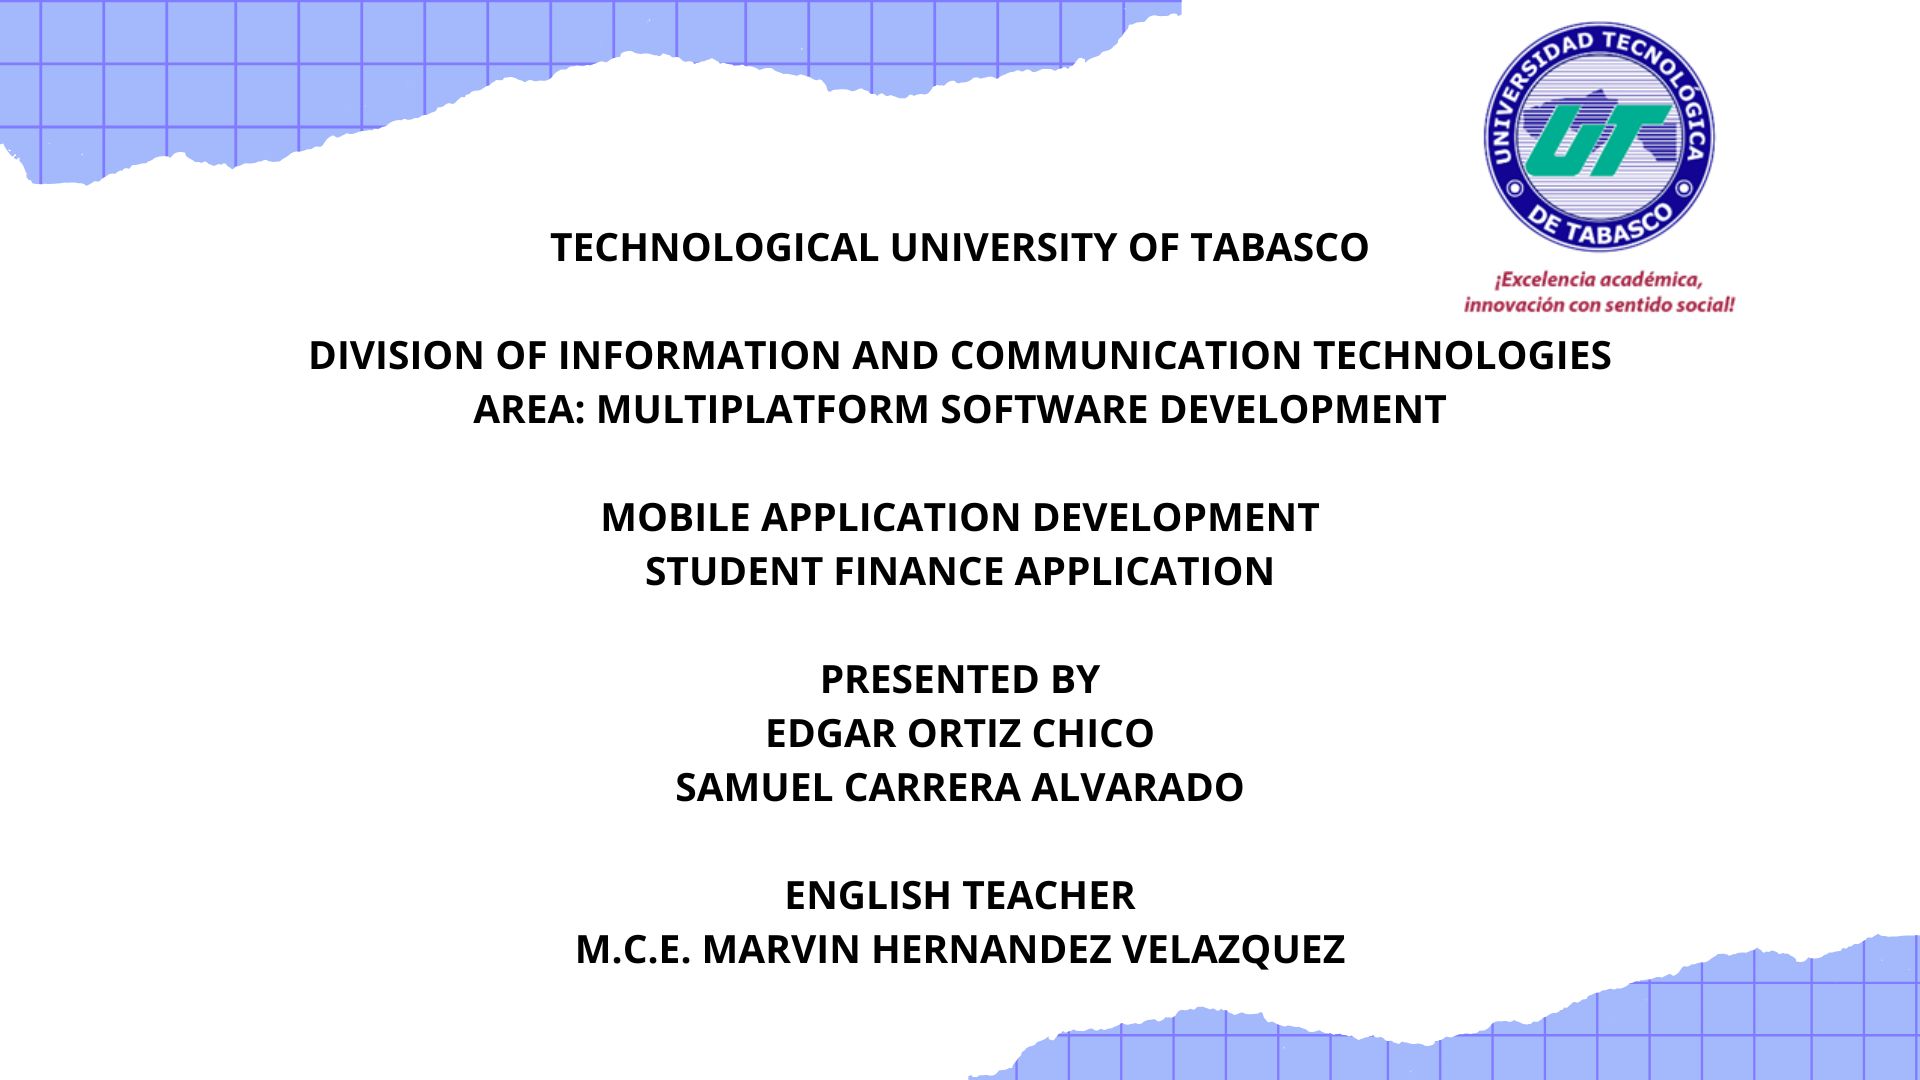 UNIVERSIDAD TECNOLÓGICA
DE TABASCO
UT
¡Excelencia académica,
innovación con sentido social!
TECHNOLOGICAL UNIVERSITY OF TABASCO
DIVISION OF INFORMATION AND COMMUNICATION TECHNOLOGIES
AREA: MULTIPLATFORM SOFTWARE DEVELOPMENT
MOBILE APPLICATION DEVELOPMENT
STUDENT FINANCE APPLICATION
PRESENTED BY
EDGAR ORTIZ CHICO
SAMUEL CARRERA ALVARADO
ENGLISH TEACHER
M.C.E. MARVIN HERNANDEZ VELAZQUEZ